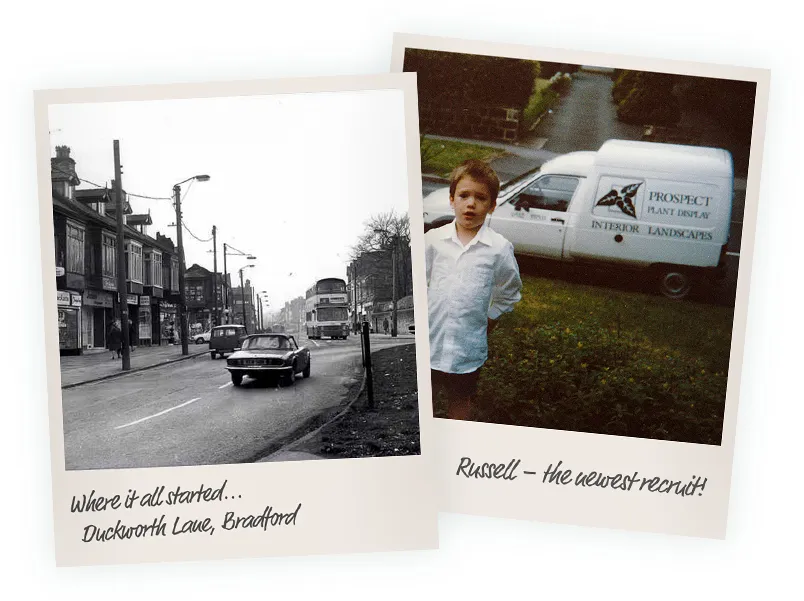 Where it all started...
Duckworth Lane, Bradford
PROSPECT
PLANT DISPLAY
INTERIOR LANDSCAPES
Russell – the newest recruit!